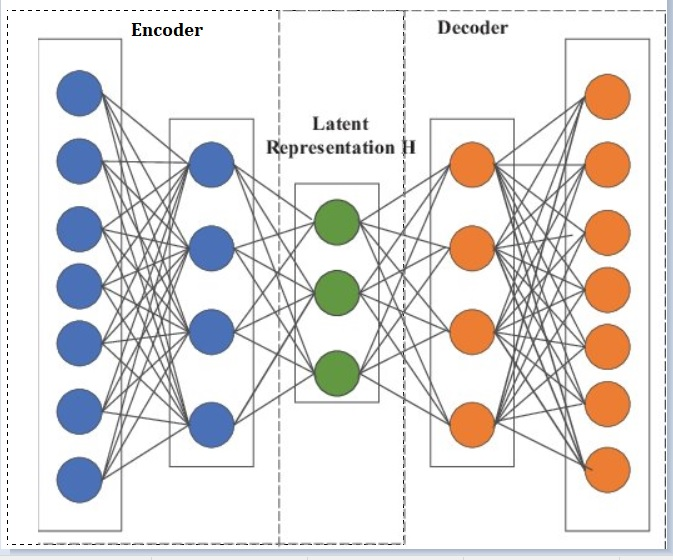 Encoder
Decoder
Latent
Representation H